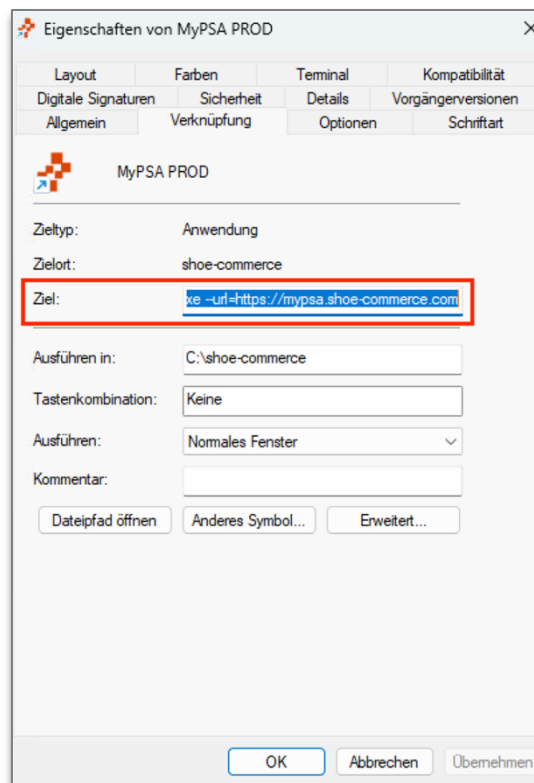 Eigenschaften von MyPSA PROD
Layout Farben Terminal Kompatibilität
Digitale Signaturen Sicherheit Details Vorgängerversionen
Allgemein Verknüpfung Optionen Schriftart
MyPSA PROD
Zieltyp: Anwendung
Zielort: shoe-commerce
Ziel: xe --url=https://mypsa.shoe-commerce.com
Ausführen in: C:\shoe-commerce
Tastenkombination: Keine
Ausführen: Normales Fenster
Kommentar:
Dateipfad öffnen Anderes Symbol... Erweitert...
OK Abbrechen Übernehmen